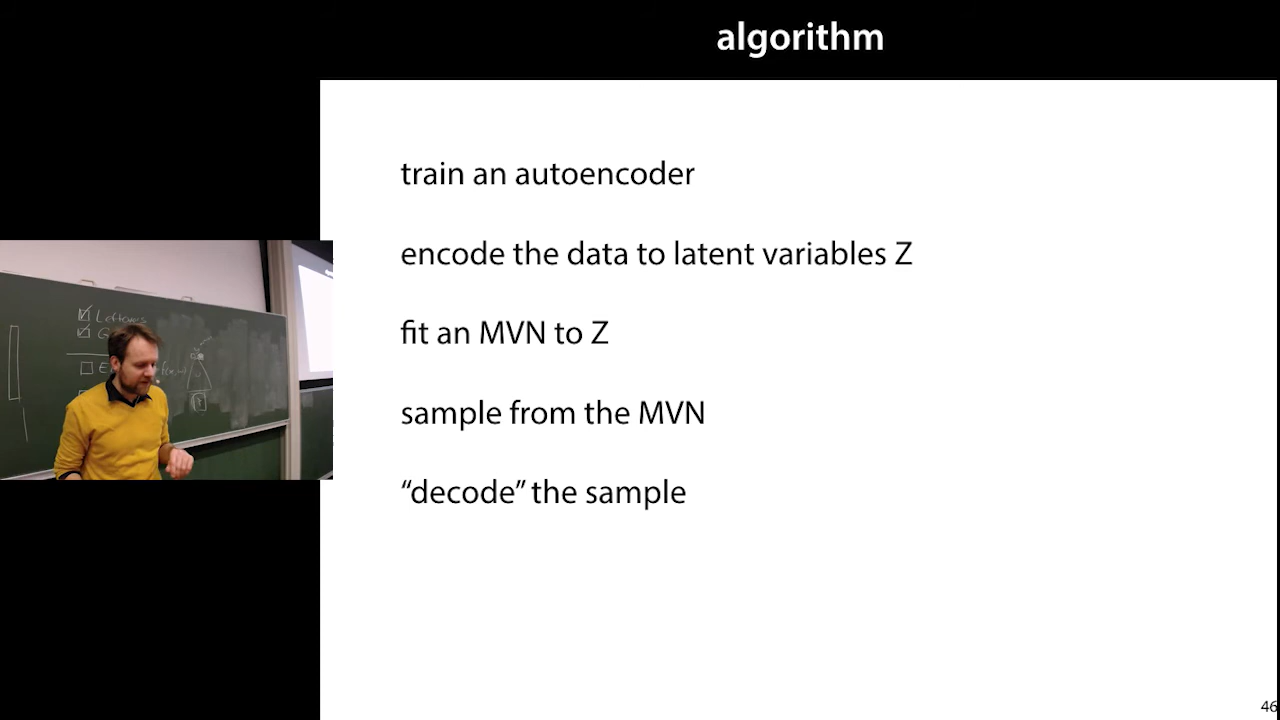 algorithm
train an autoencoder
encode the data to latent variables Z
fit an MVN to Z
sample from the MVN
“decode” the sample
46